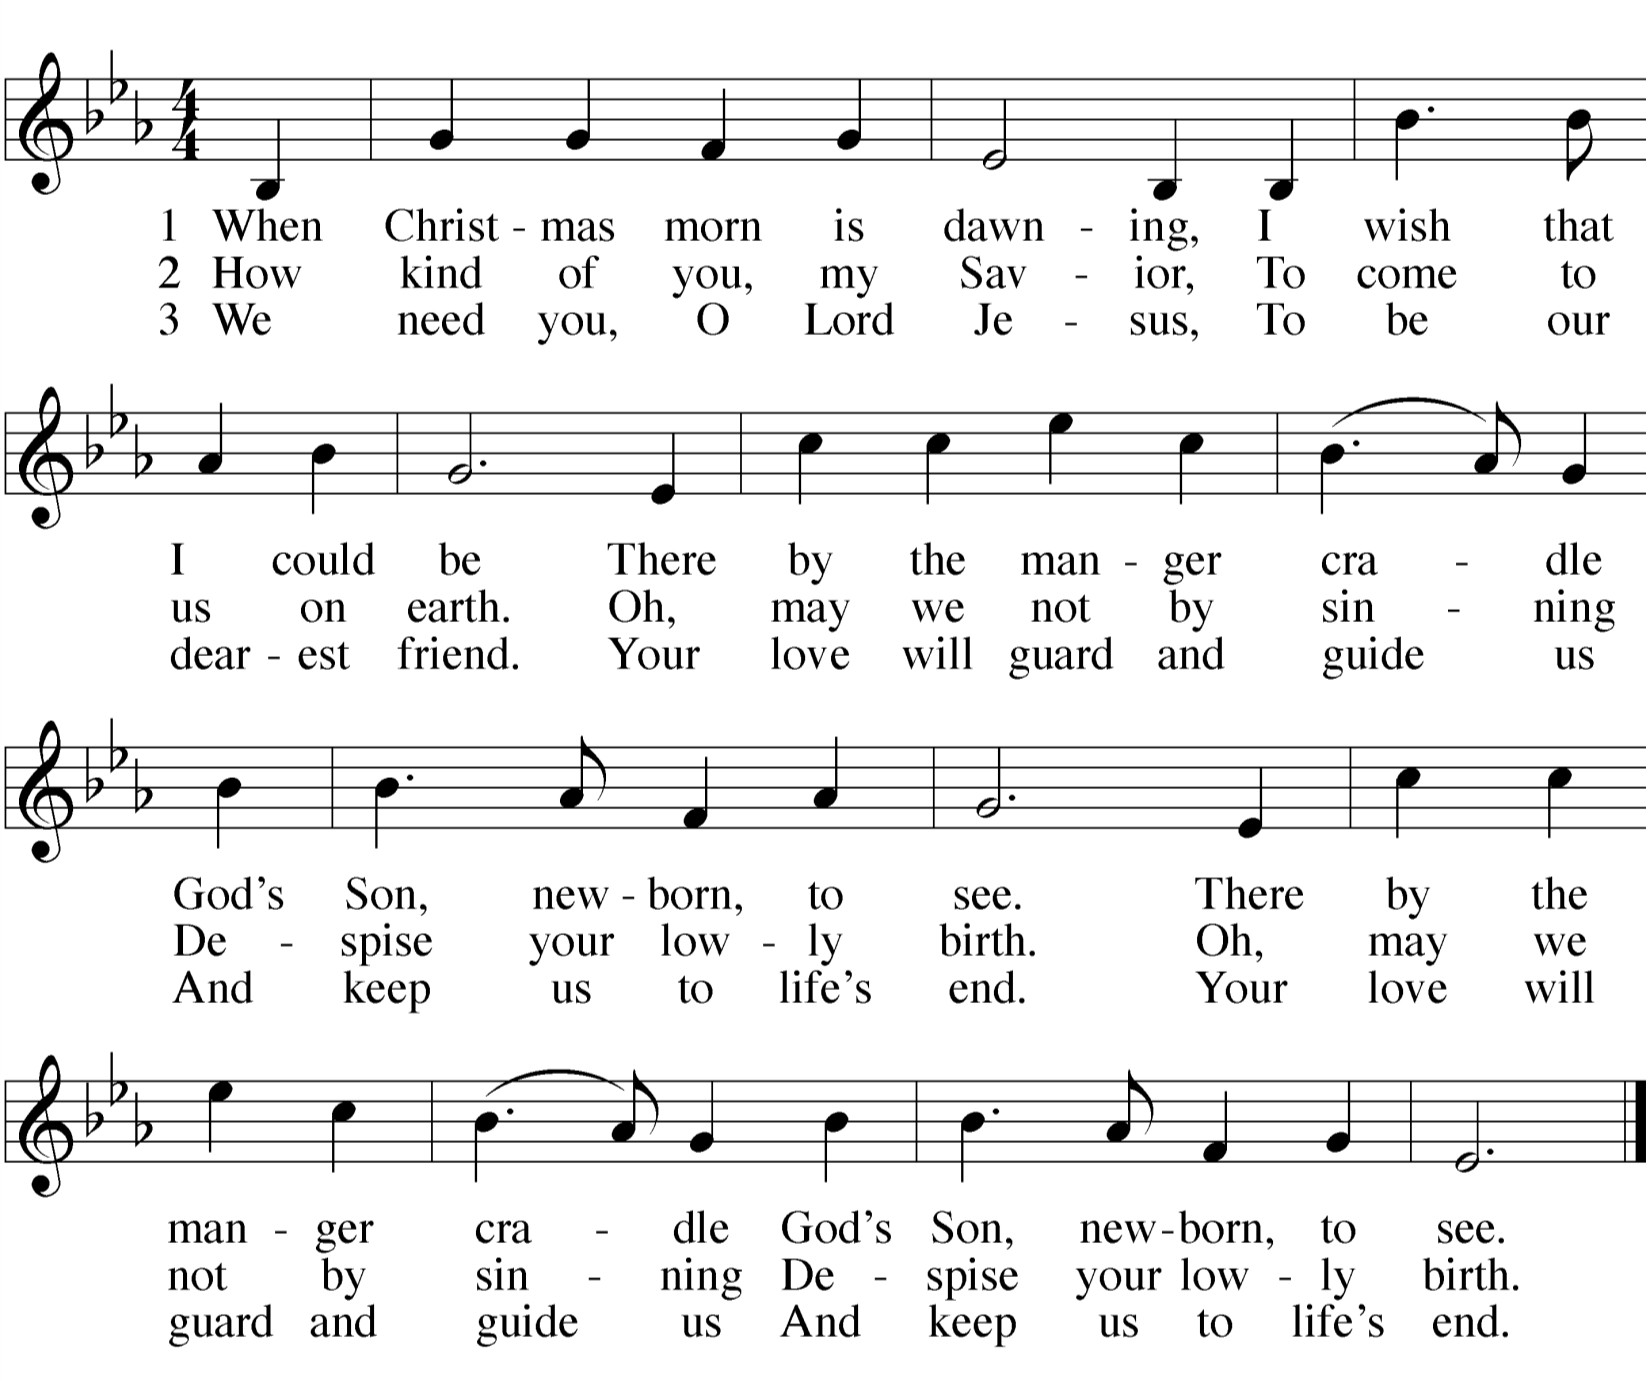 4
4
1 When Christ - mas morn is dawn - ing, I wish that
2 How kind of you, my Sav - ior, To come to
3 We need you, O Lord Je - sus, To be our
I could be There by the man - ger cra - dle
us on earth. Oh, may we not by sin - ning
dear - est friend. Your love will guard and guide us
God's Son, new - born, to see. There by the
De - spise your low - ly birth. Oh, may we
And keep us to life's end. Your love will
man - ger cra - dle God's Son, new - born, to see.
not by sin - ning De - spise your low - ly birth.
guard and guide us And keep us to life's end.